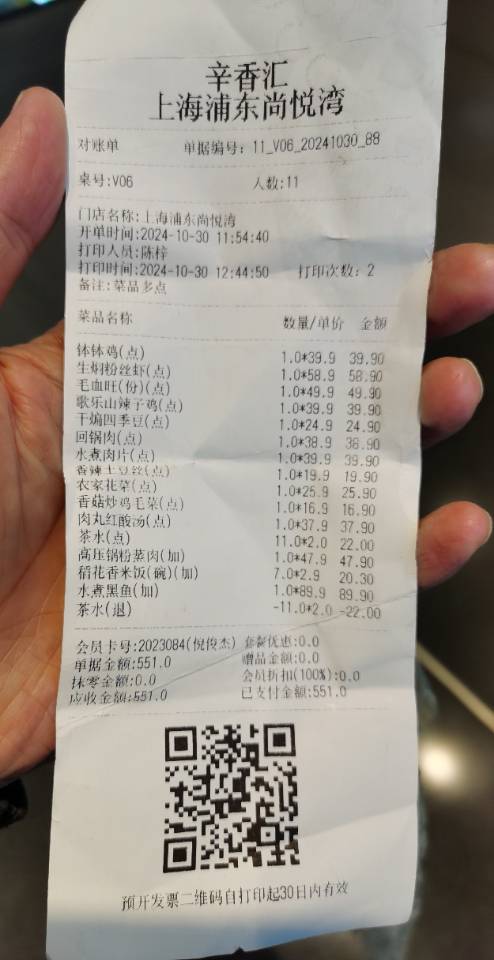 辛香汇
上海浦东尚悦湾
对账单 单据编号: 11_V06_20241030_88
桌号:V06 人数:11
门店名称:上海浦东尚悦湾
开单时间:2024-10-30 11:54:40
打印人员:陈梓
打印时间:2024-10-30 12:44:50 打印次数: 2
备注:菜品多点
菜品名称 数量/单价 金额
钵钵鸡(点) 1.0*39.9 39.90
生焖粉丝虾(点) 1.0*58.9 58.90
毛血旺(份)(点) 1.0*49.9 49.90
歌乐山辣子鸡(点) 1.0*39.9 39.90
干煸四季豆(点) 1.0*24.9 24.90
回锅肉(点) 1.0*38.9 38.90
水煮肉片(点) 1.0*39.9 39.90
香辣土豆丝(点) 1.0*19.9 19.90
农家花菜(点) 1.0*25.9 25.90
香菇炒鸡毛菜(点) 1.0*16.9 16.90
肉丸红酸汤(点) 1.0*37.9 37.90
茶水(点) 11.0*2.0 22.00
高压锅粉蒸肉(加) 1.0*47.9 47.90
稻花香米饭(碗)(加) 7.0*2.9 20.30
水煮黑鱼(加) 1.0*89.9 89.90
茶水(退) -11.0*2.0 -22.00
会员卡号:2023084(倪俊杰) 套餐优惠:0.0
单据金额:551.0 赠品金额:0.0
抹零金额:0.0 会员折扣(100%):0.0
应收金额:551.0 已支付金额:551.0
预开发票二维码自打印起30日内有效